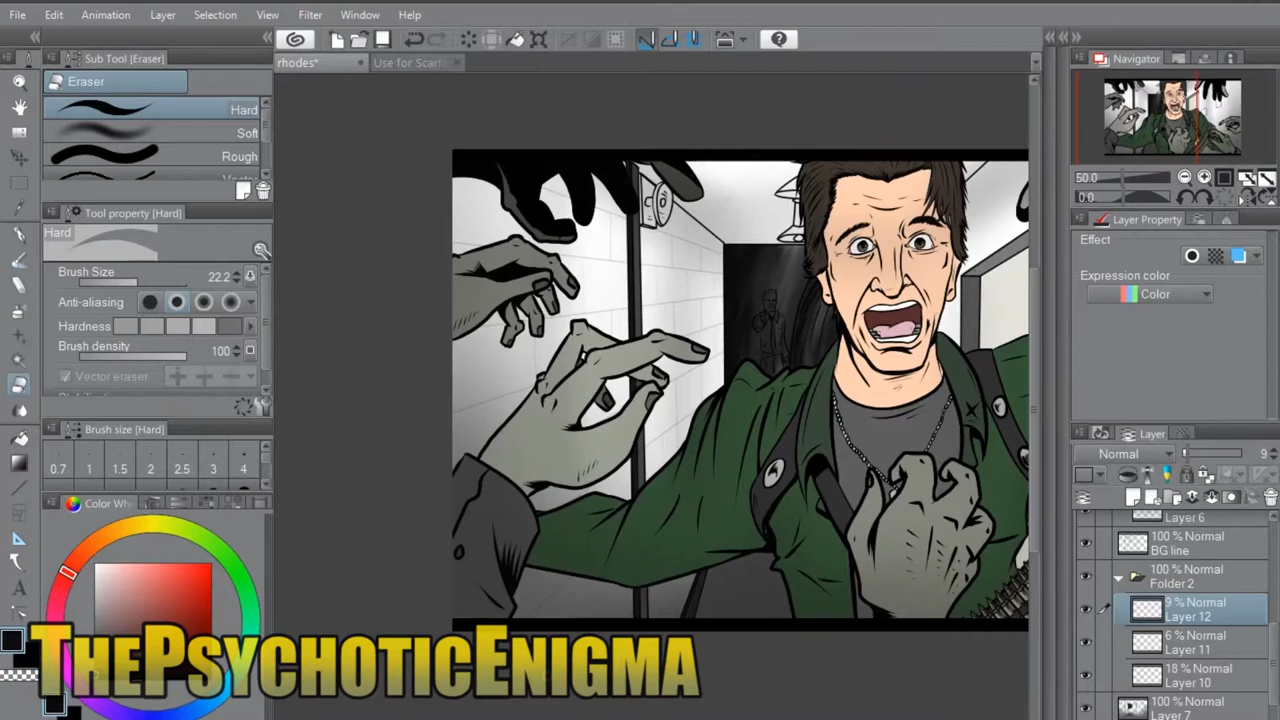 File Edit Animation Layer Selection View Filter Window Help
Sub Tool [Eraser]
Eraser
Hard
Soft
Rough
Tool property [Hard]
Hard
Brush Size 22.2
Anti-aliasing
Hardness
Brush density 100
Vector eraser
Brush size [Hard]
0.7 1 1.5 2 2.5 3 4
Color Whe
rhodes* Use for Scarfi
Navigator
50.0
0.0
Layer Property
Effect
Expression color
Color
Layer
Normal 9
Layer 6
100 % Normal
BG line
100 % Normal
Folder 2
9 % Normal
Layer 12
6 % Normal
Layer 11
18 % Normal
Layer 10
100 % Normal
Layer 7
THEPSYCHOTICENIGMA